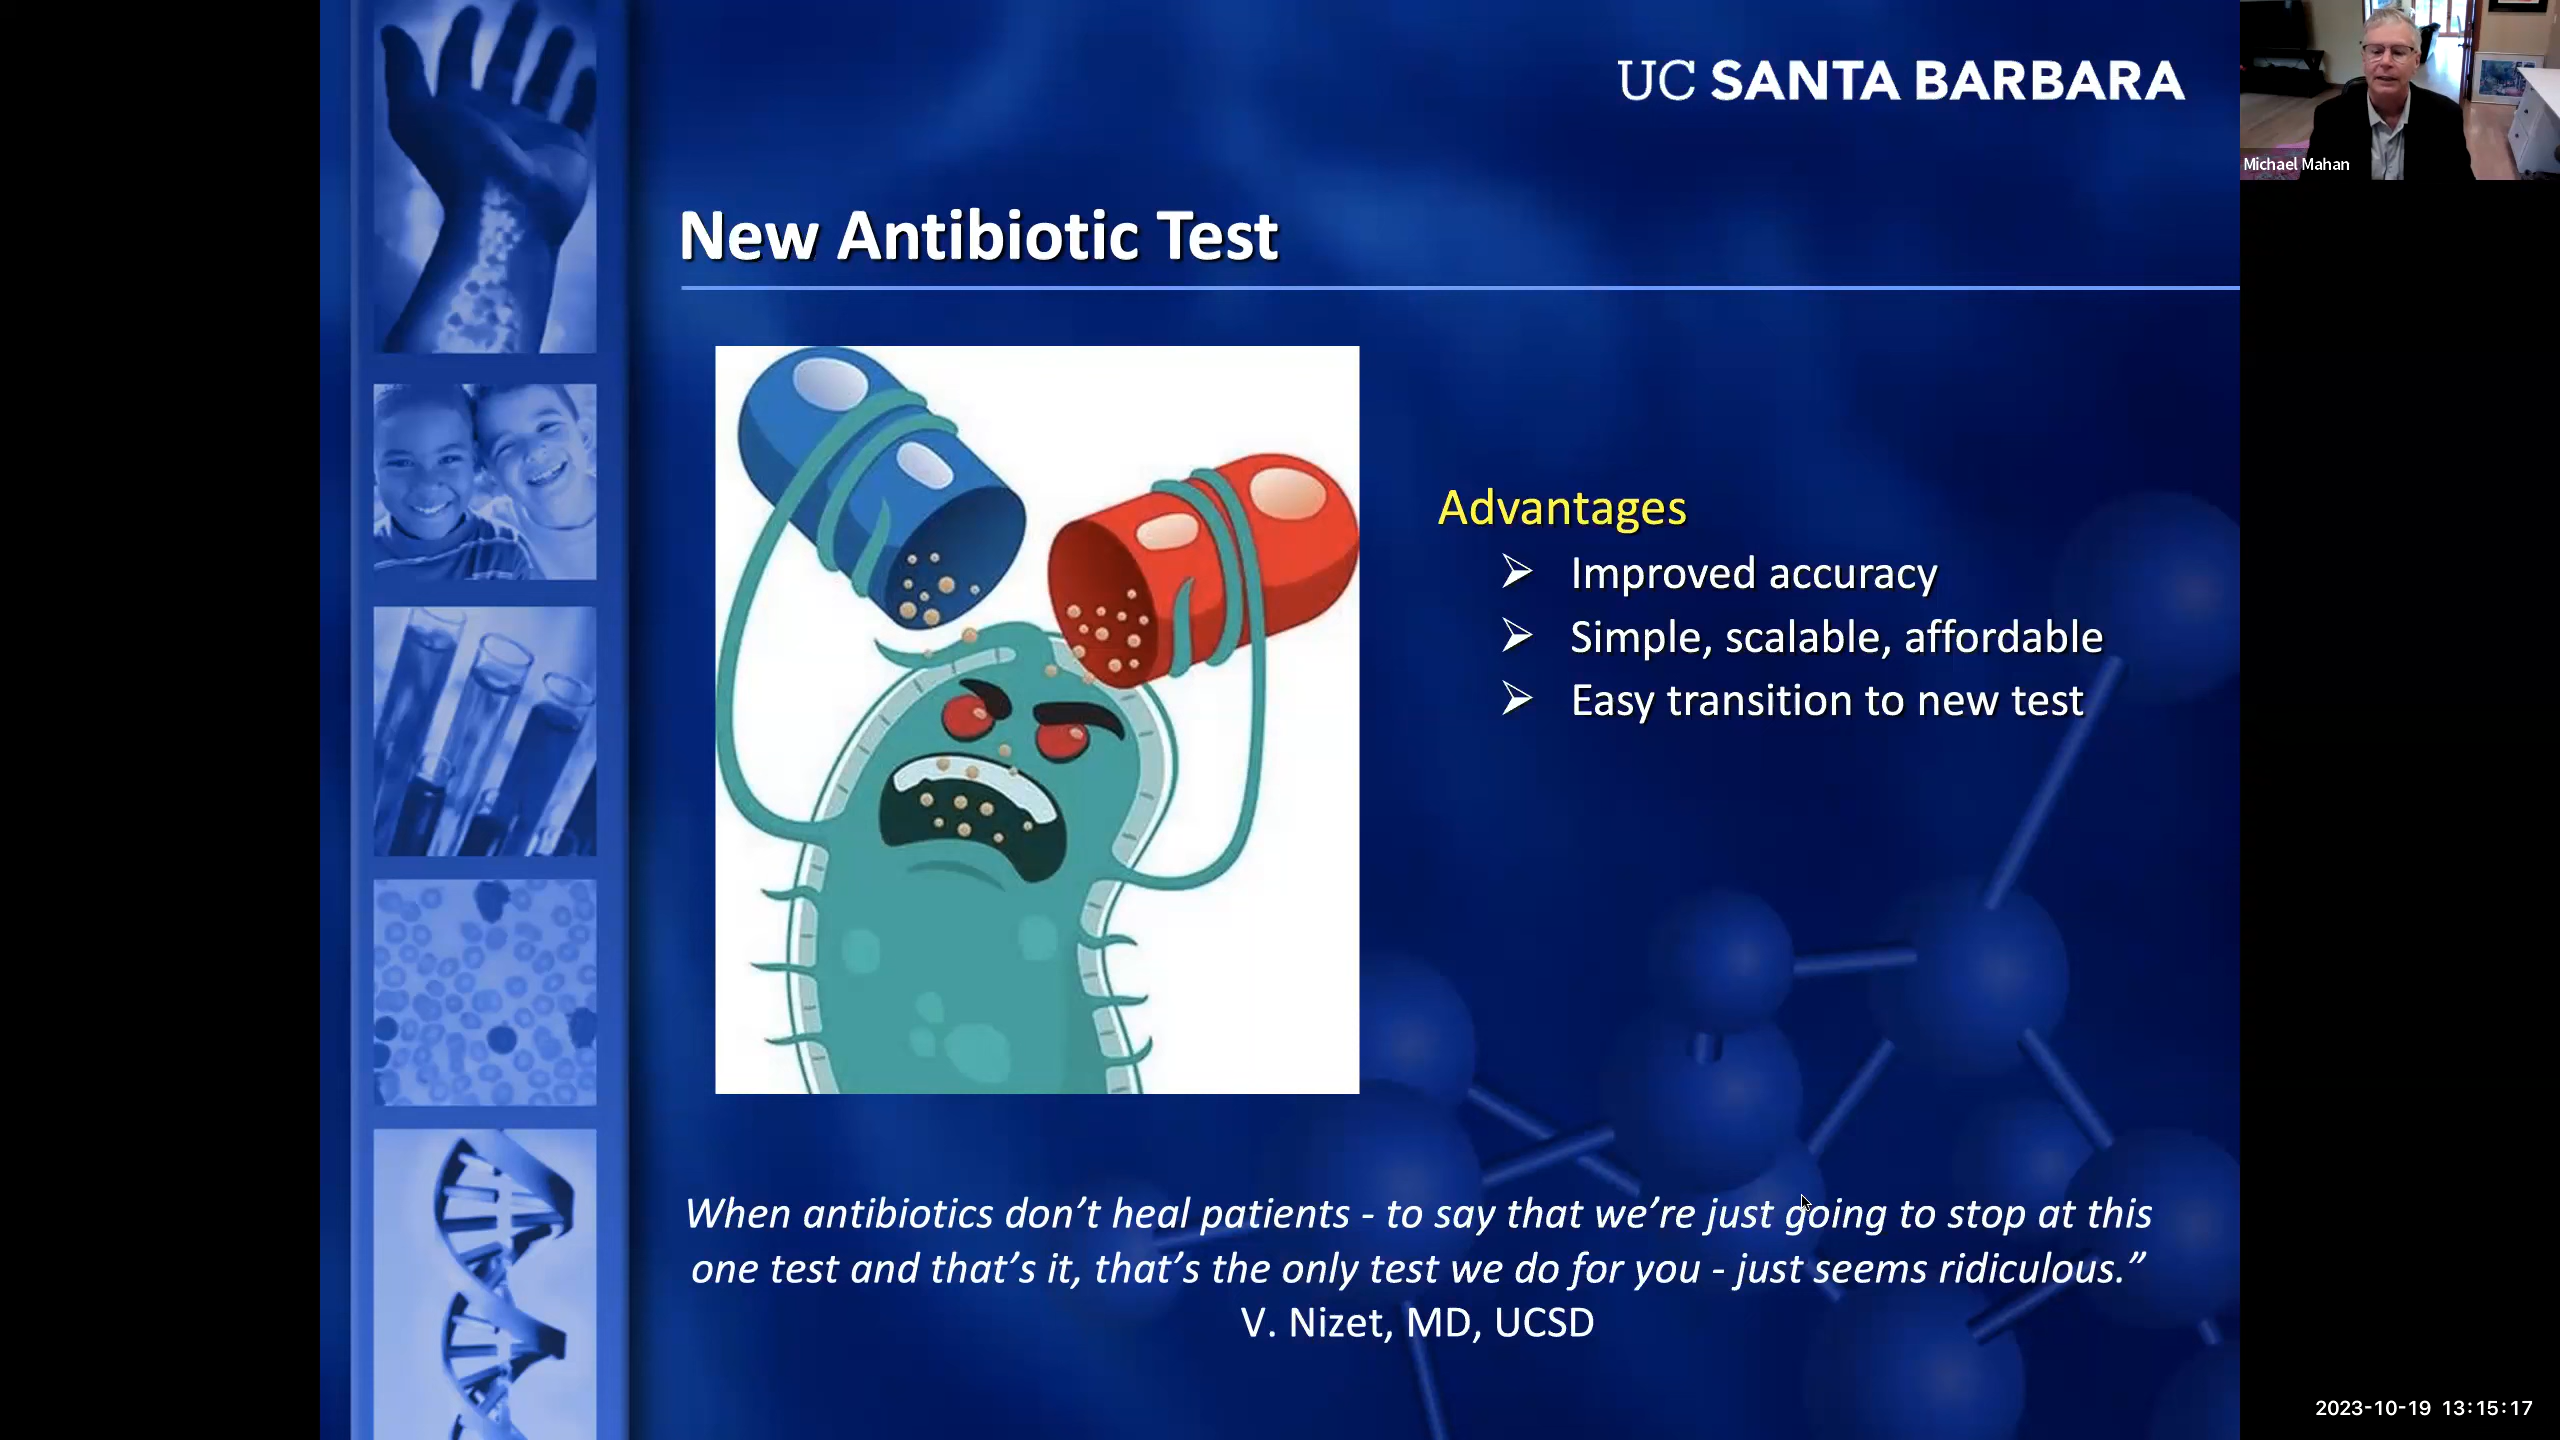 UC SANTA BARBARA
Michael Mahan
New Antibiotic Test
Advantages
➢ Improved accuracy
➢ Simple, scalable, affordable
➢ Easy transition to new test
When antibiotics don’t heal patients - to say that we’re just going to stop at this
one test and that’s it, that’s the only test we do for you - just seems ridiculous.”
V. Nizet, MD, UCSD
2023-10-19 13:15:17